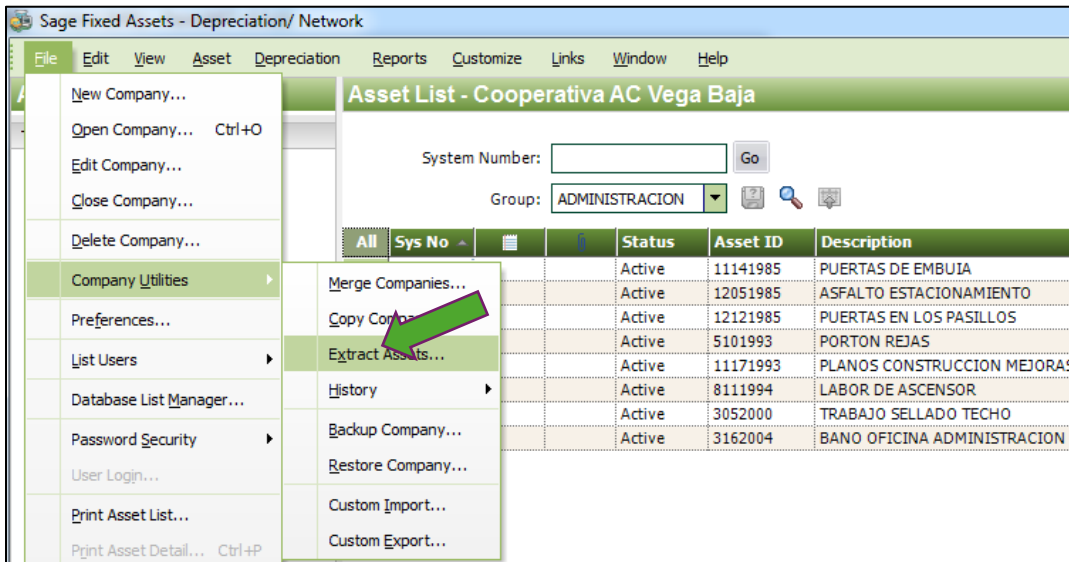 Sage Fixed Assets - Depreciation/ Network
File Edit View Asset Depreciation Reports Customize Links Window Help
New Company...
Open Company... Ctrl+O
Edit Company...
Close Company...
Delete Company...
Company Utilities
Preferences...
List Users
Database List Manager...
Password Security
User Login...
Print Asset List...
Print Asset Detail... Ctrl+P
Merge Companies...
Copy
Extract Assets...
History
Backup Company...
Restore Company...
Custom Import...
Custom Export...
Asset List - Cooperativa AC Vega Baja
System Number: Go
Group: ADMINISTRACION
All Sys No Status Asset ID Description
Active 11141985 PUERTAS DE EMBUIA
Active 12051985 ASFALTO ESTACIONAMIENTO
Active 12121985 PUERTAS EN LOS PASILLOS
Active 5101993 PORTON REJAS
Active 11171993 PLANOS CONSTRUCCION MEJORAS
Active 8111994 LABOR DE ASCENSOR
Active 3052000 TRABAJO SELLADO TECHO
Active 3162004 BANO OFICINA ADMINISTRACION